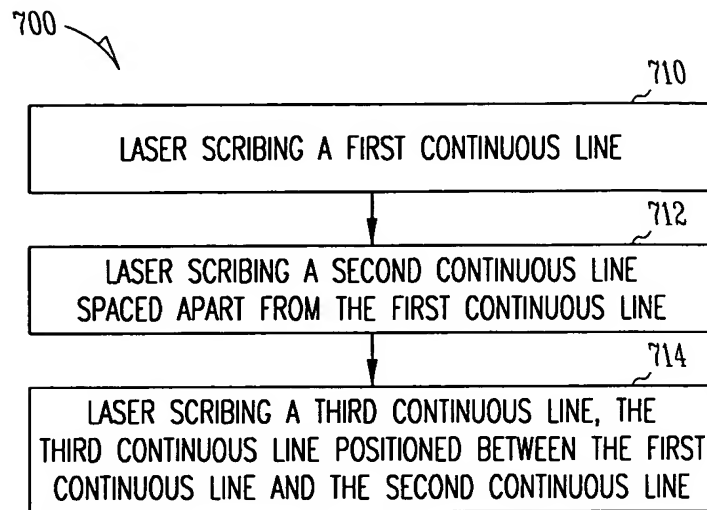 700
710
LASER SCRIBING A FIRST CONTINUOUS LINE
712
LASER SCRIBING A SECOND CONTINUOUS LINE
SPACED APART FROM THE FIRST CONTINUOUS LINE
714
LASER SCRIBING A THIRD CONTINUOUS LINE, THE
THIRD CONTINUOUS LINE POSITIONED BETWEEN THE FIRST
CONTINUOUS LINE AND THE SECOND CONTINUOUS LINE